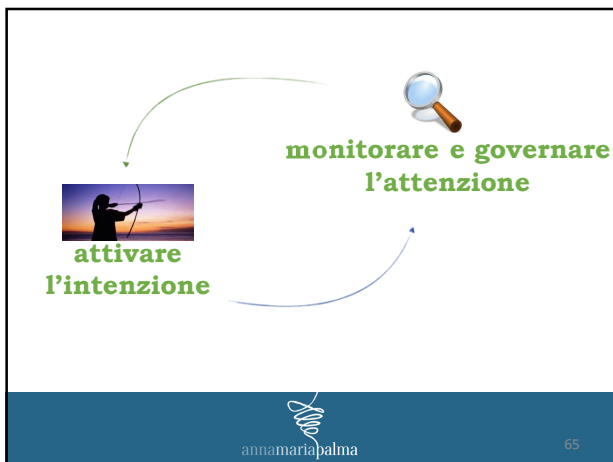 monitorare e governare
l’attenzione
attivare
l’intenzione
annamariapalma
65